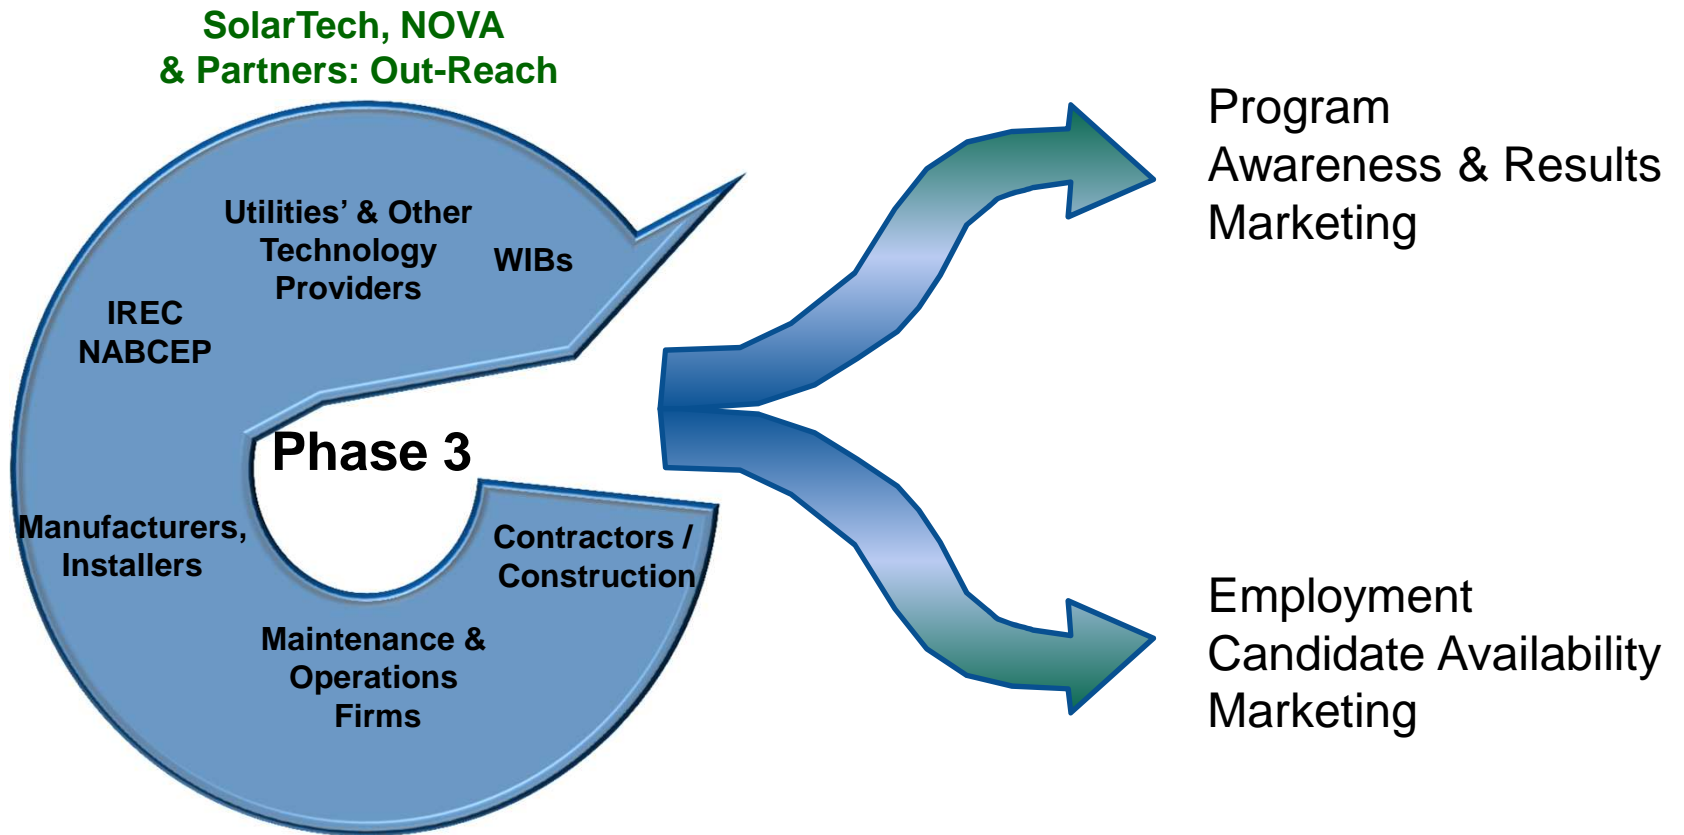 SolarTech, NOVA
& Partners: Out-Reach
Utilities’ & Other
Technology
Providers
WIBs
IREC
NABCEP
Phase 3
Manufacturers,
Installers
Contractors /
Construction
Maintenance &
Operations
Firms
Program
Awareness & Results
Marketing
Employment
Candidate Availability
Marketing